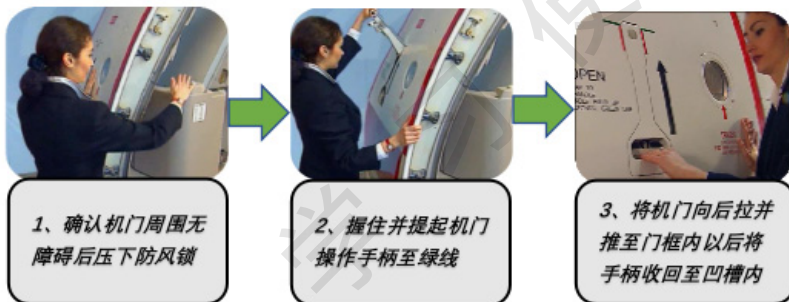 OPEN
1、确认机门周围无
障碍后压下防风锁
2、握住并提起机门
操作手柄至绿线
3、将机门向后拉并
推至门框内以后将
手柄收回至凹槽内